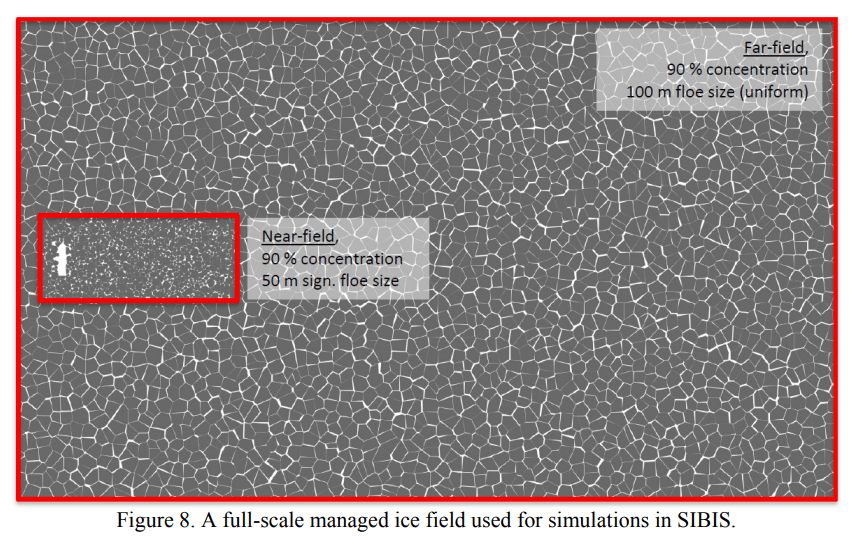 Far-field,
90 % concentration
100 m floe size (uniform)
Near-field,
90 % concentration
50 m sign. floe size
Figure 8. A full-scale managed ice field used for simulations in SIBIS.